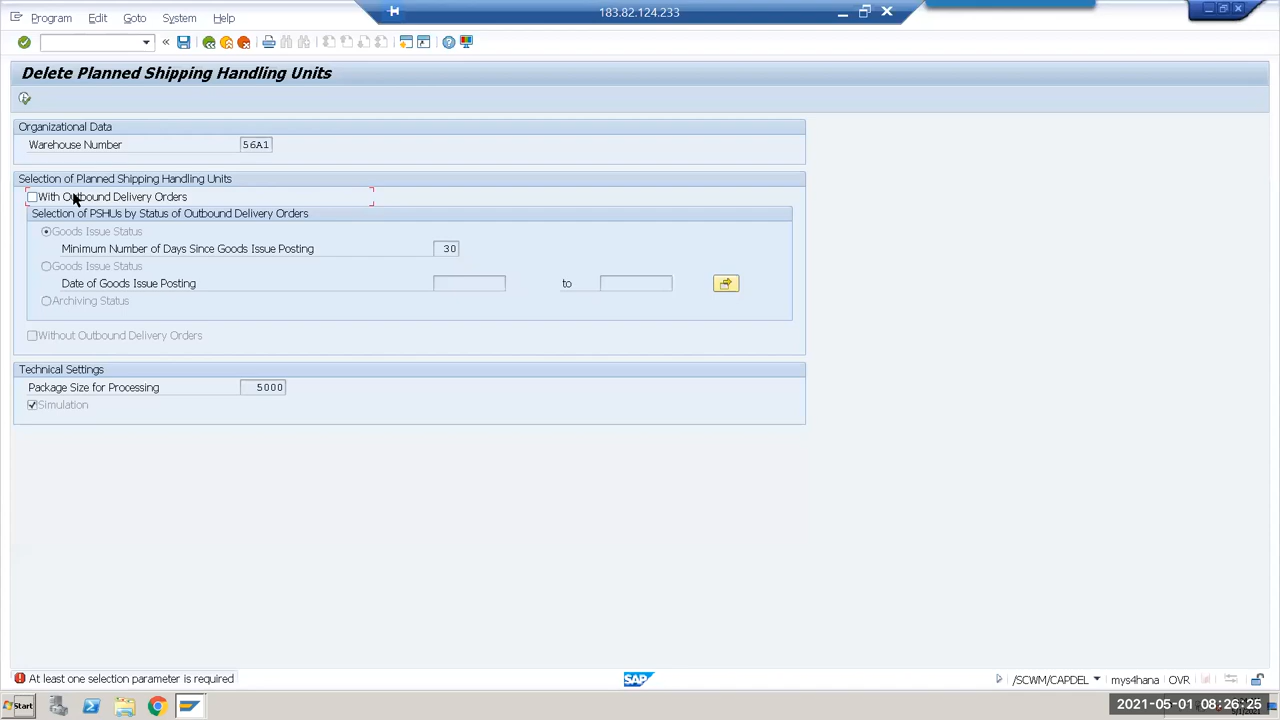 183.82.124.233
Program Edit Goto System Help
«
Delete Planned Shipping Handling Units
Organizational Data
Warehouse Number 56A1
Selection of Planned Shipping Handling Units
With Outbound Delivery Orders
Selection of PSHUs by Status of Outbound Delivery Orders
Goods Issue Status
Minimum Number of Days Since Goods Issue Posting 30
Goods Issue Status
Date of Goods Issue Posting to
Archiving Status
Without Outbound Delivery Orders
Technical Settings
Package Size for Processing 5000
Simulation
At least one selection parameter is required SAP /SCWM/CAPDEL mys4hana OVR
Start 2021-05-01 08:26:25